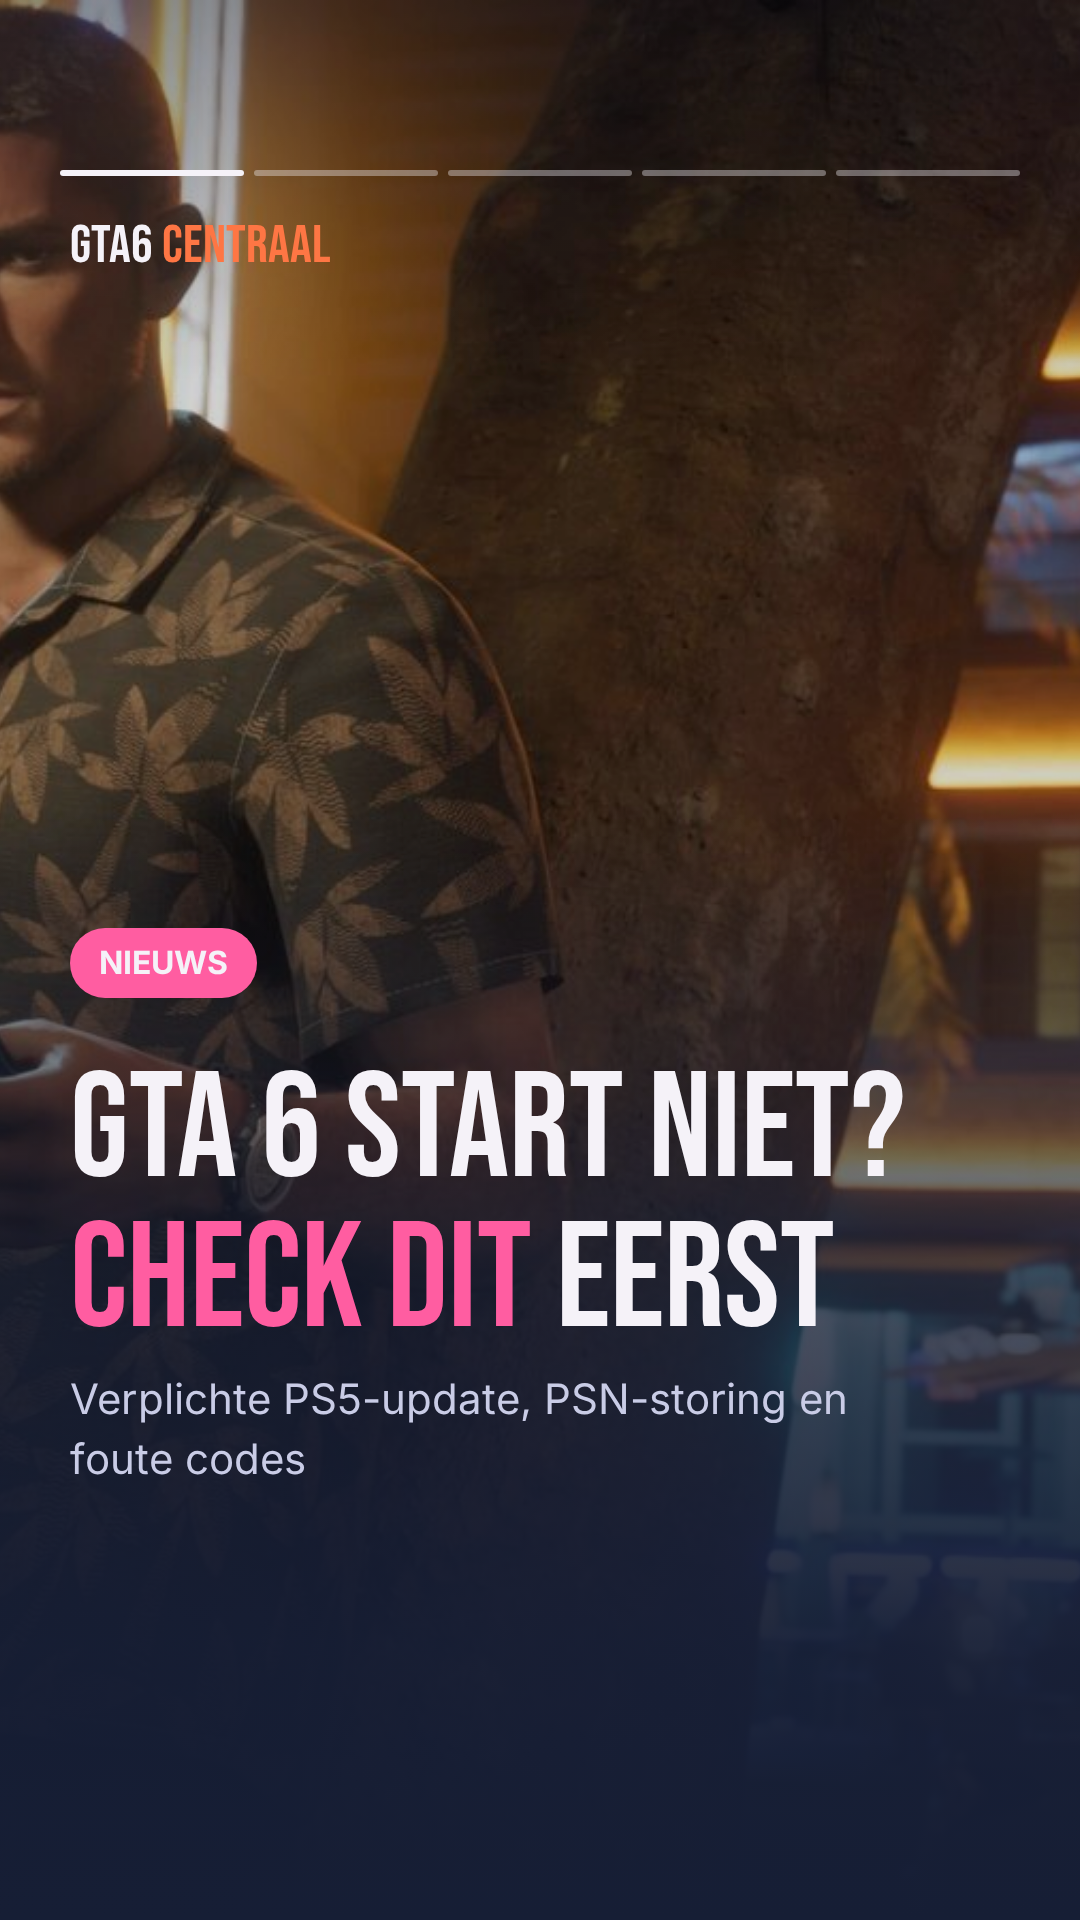 GTA6 CENTRAAL
NIEUWS
GTA 6 START NIET?
CHECK DIT EERST
Verplichte PS5-update, PSN-storing en
foute codes